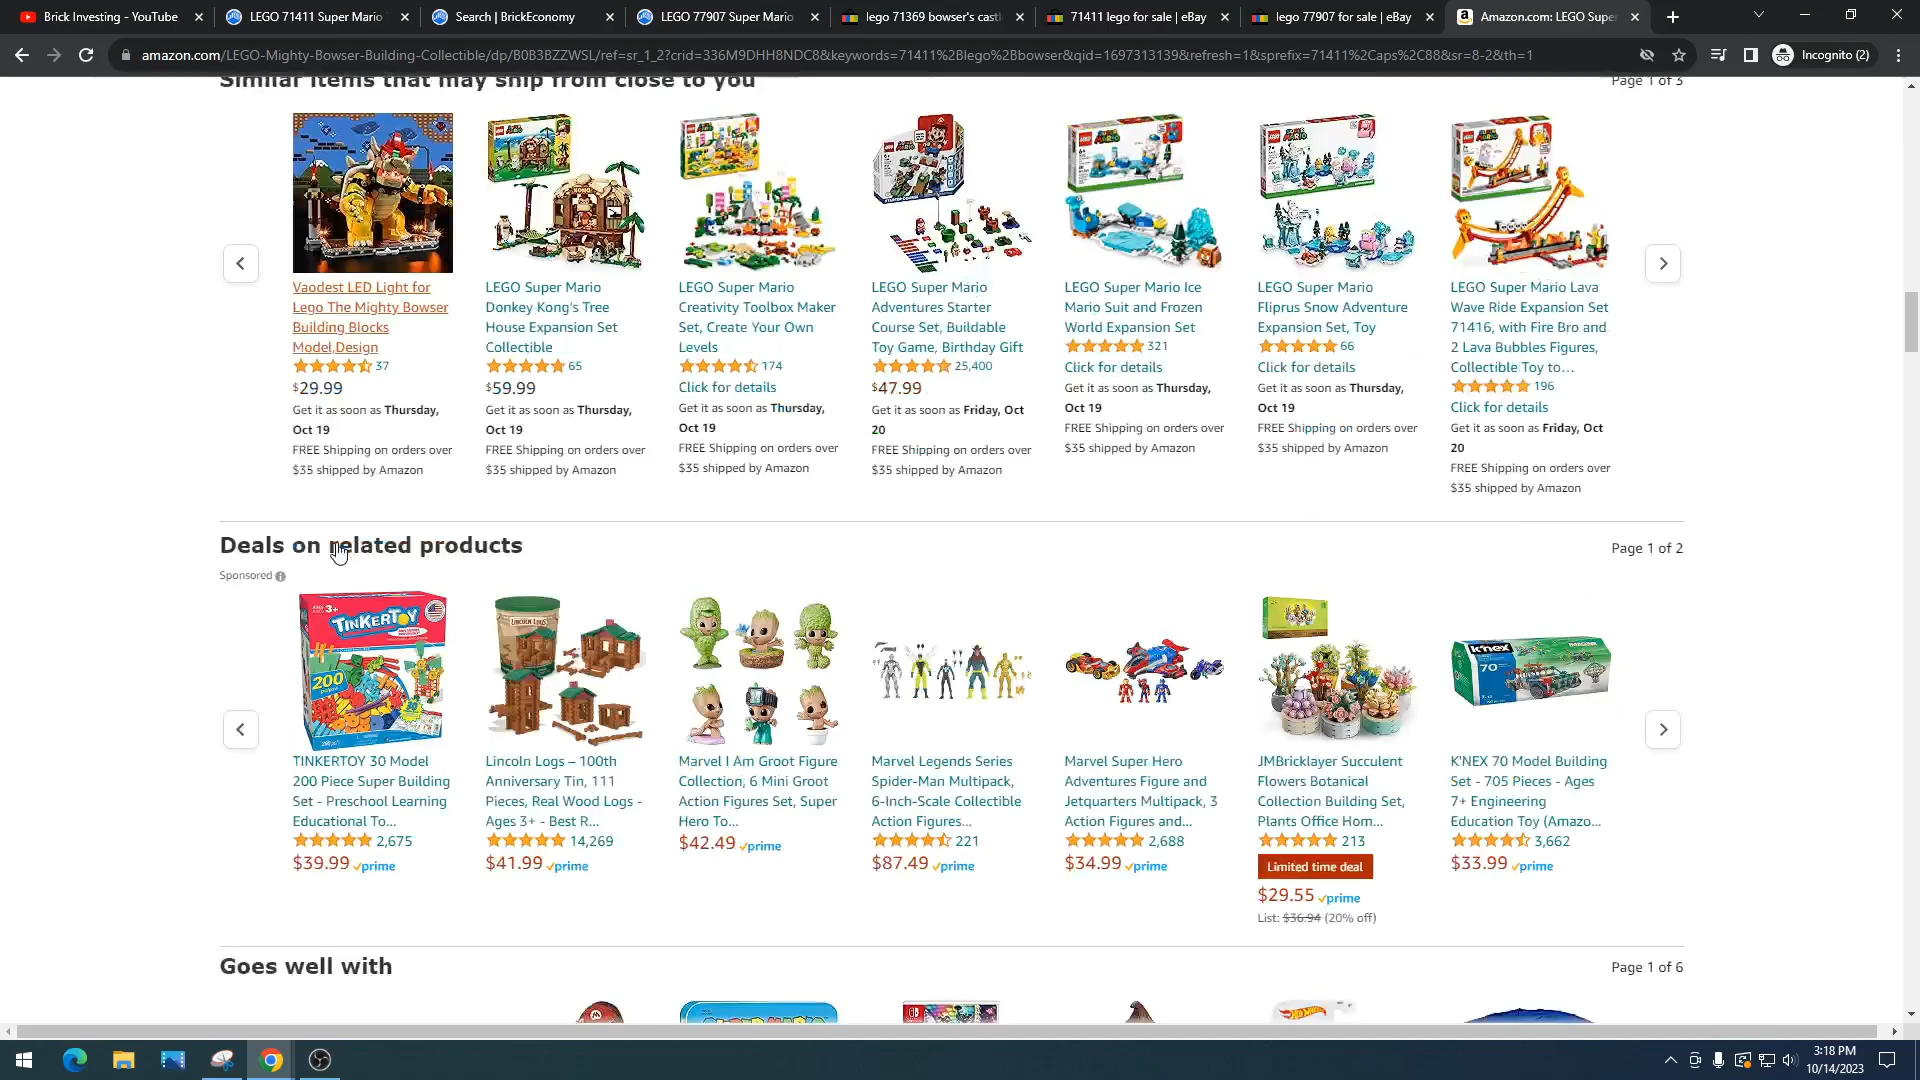 Brick Investing - YouTube
LEGO 71411 Super Mario
Search | BrickEconomy
LEGO 77907 Super Mario
lego 71369 bowser's castl
71411 lego for sale | eBay
lego 77907 for sale | eBay
Amazon.com: LEGO Supe
amazon.com/LEGO-Mighty-Bowser-Building-Collectible/dp/B0B3BZZWSL/ref=sr_1_2?crid=336M9DHH8NDC8&keywords=71411%2Blego%2Bbowser&qid=1697313139&refresh=1&sprefix=71411%2Caps%2C88&sr=8-2&th=1
Incognito (2)
Similar items that may ship from close to you
Page 1 of 3
Vaodest LED Light for
Lego The Mighty Bowser
Building Blocks
Model,Design
37
$29.99
Get it as soon as Thursday,
Oct 19
FREE Shipping on orders over
$35 shipped by Amazon
LEGO Super Mario
Donkey Kong's Tree
House Expansion Set
Collectible
65
$59.99
Get it as soon as Thursday,
Oct 19
FREE Shipping on orders over
$35 shipped by Amazon
LEGO Super Mario
Creativity Toolbox Maker
Set, Create Your Own
Levels
174
Click for details
Get it as soon as Thursday,
Oct 19
FREE Shipping on orders over
$35 shipped by Amazon
LEGO Super Mario
Adventures Starter
Course Set, Buildable
Toy Game, Birthday Gift
25,400
$47.99
Get it as soon as Friday, Oct
20
FREE Shipping on orders over
$35 shipped by Amazon
LEGO Super Mario Ice
Mario Suit and Frozen
World Expansion Set
321
Click for details
Get it as soon as Thursday,
Oct 19
FREE Shipping on orders over
$35 shipped by Amazon
LEGO Super Mario
Fliprus Snow Adventure
Expansion Set, Toy
66
Click for details
Get it as soon as Thursday,
Oct 19
FREE Shipping on orders over
$35 shipped by Amazon
LEGO Super Mario Lava
Wave Ride Expansion Set
71416, with Fire Bro and
2 Lava Bubbles Figures,
Collectible Toy to…
196
Click for details
Get it as soon as Friday, Oct
20
FREE Shipping on orders over
$35 shipped by Amazon
Deals on related products
Page 1 of 2
Sponsored
TINKERTOY
200
30
TINKERTOY 30 Model
200 Piece Super Building
Set - Preschool Learning
Educational To...
2,675
$39.99 prime
LINCOLN LOGS
Lincoln Logs – 100th
Anniversary Tin, 111
Pieces, Real Wood Logs -
Ages 3+ - Best R...
14,269
$41.99 prime
Marvel I Am Groot Figure
Collection, 6 Mini Groot
Action Figures Set, Super
Hero To...
$42.49 prime
Marvel Legends Series
Spider-Man Multipack,
6-Inch-Scale Collectible
Action Figures...
221
$87.49 prime
Marvel Super Hero
Adventures Figure and
Jetquarters Multipack, 3
Action Figures and...
2,688
$34.99 prime
JMBricklayer Succulent
Flowers Botanical
Collection Building Set,
Plants Office Hom...
213
Limited time deal
$29.55 prime
List: $36.94 (20% off)
K'NEX
70
K'NEX 70 Model Building
Set - 705 Pieces - Ages
7+ Engineering
Education Toy (Amazo...
3,662
$33.99 prime
Goes well with
Page 1 of 6
3:18 PM
10/14/2023